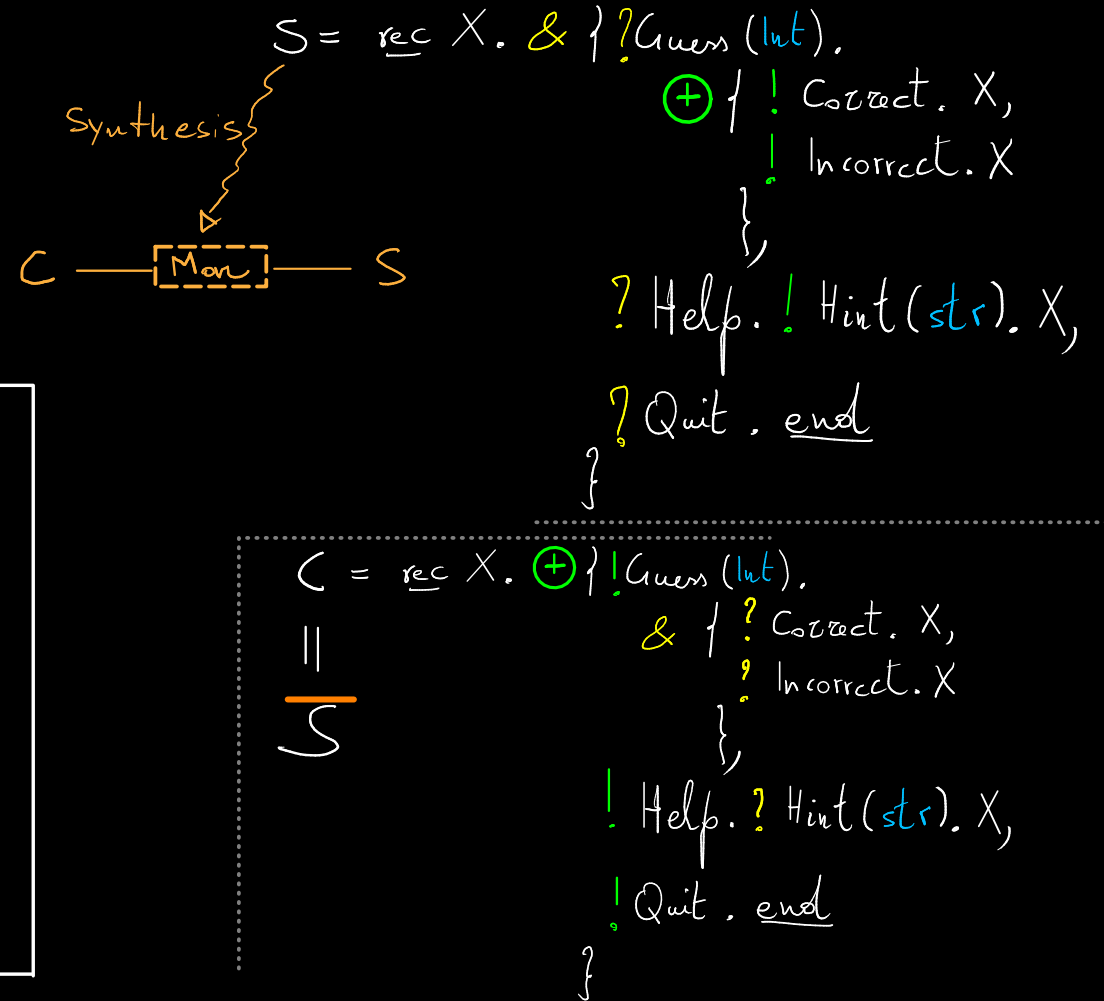 S = rec X. & { ?Guess (Int).
⊕ { ! Correct. X,
! Incorrect. X
},
? Help. ! Hint(str). X,
? Quit. end
}
Synthesis
C Mon S
C = rec X. ⊕ { !Guess (Int).
& { ? Correct. X,
? Incorrect. X
},
! Help. ? Hint(str). X,
! Quit. end
}
=
S̅